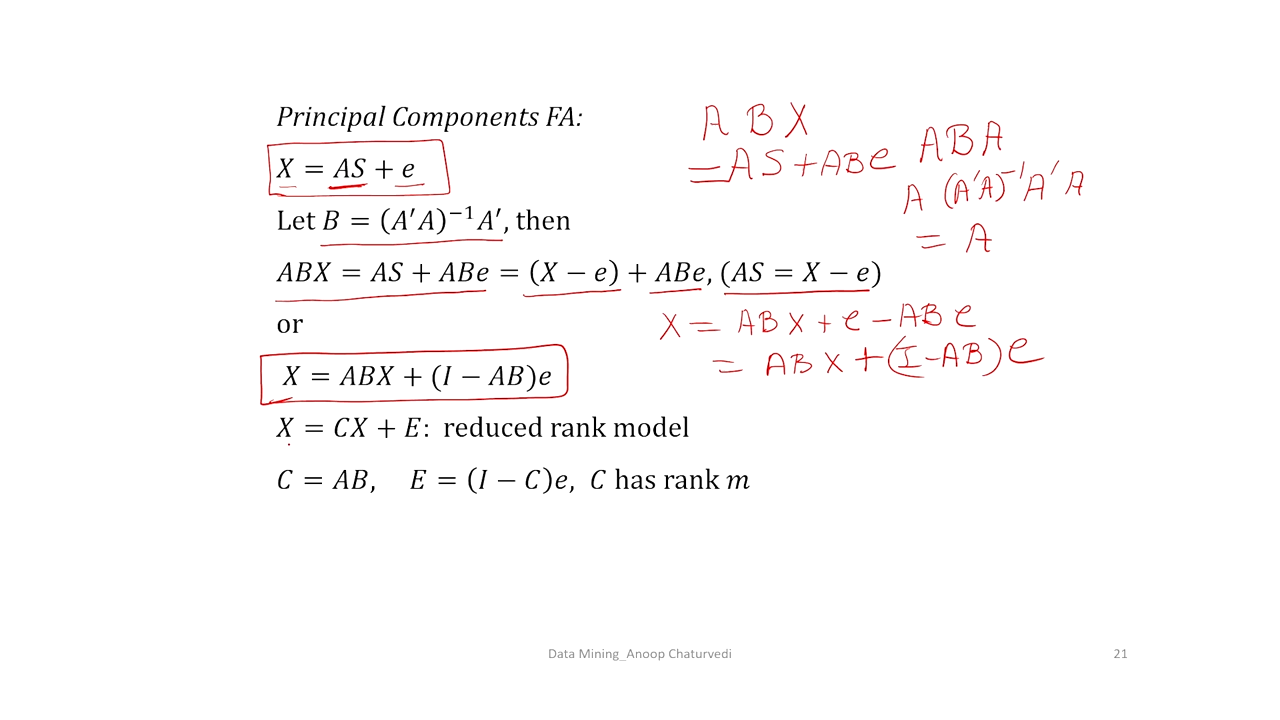 Principal Components FA:
X = AS + e
Let B = (A′A)⁻¹A′, then
ABX = AS + ABe = (X − e) + ABe, (AS = X − e)
or
X = ABX + (I − AB)e
X = CX + E: reduced rank model
C = AB, E = (I − C)e, C has rank m
A B X
= AS + ABe
ABA
A (A′A)⁻¹A′ A
= A
X = ABX + e − ABe
= ABX + (I − AB)e
Data Mining_Anoop Chaturvedi
21